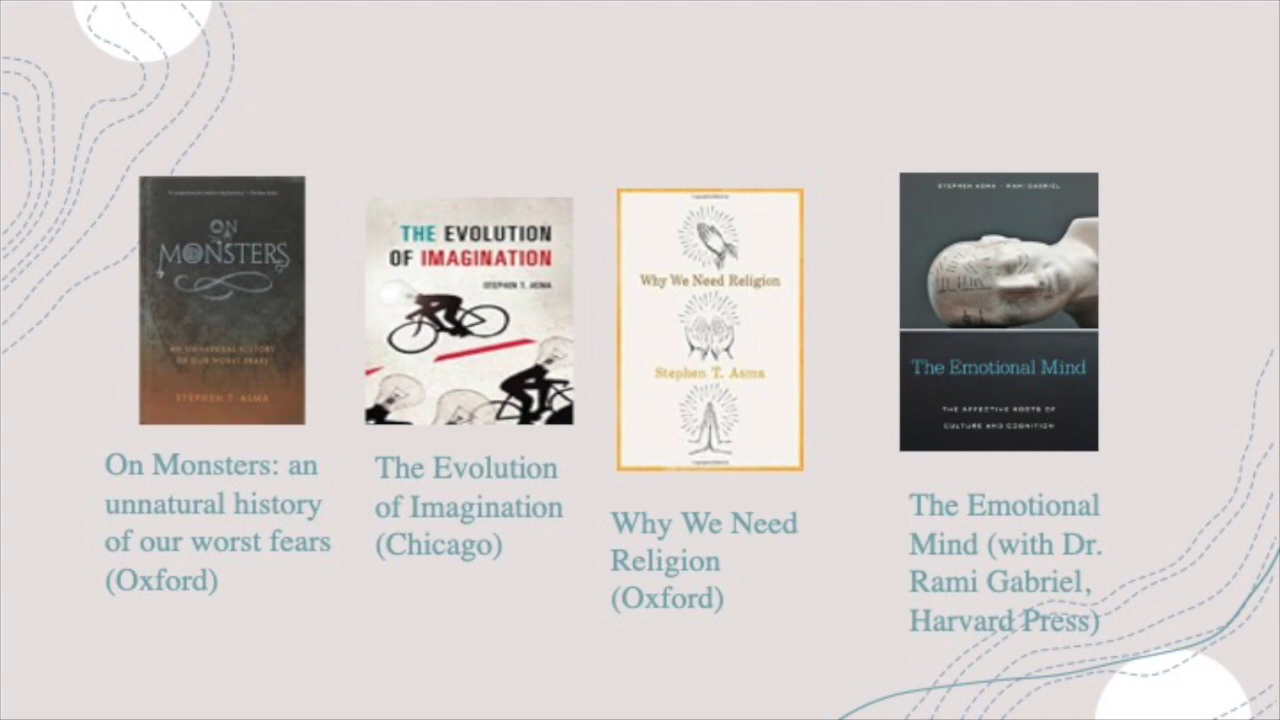 ON
MONSTERS
AN UNNATURAL HISTORY
OF OUR WORST FEARS
STEPHEN T. ASMA
On Monsters: an
unnatural history
of our worst fears
(Oxford)
THE EVOLUTION
OF IMAGINATION
STEPHEN T. ASMA
The Evolution
of Imagination
(Chicago)
Why We Need Religion
Stephen T. Asma
Why We Need
Religion
(Oxford)
STEPHEN ASMA · RAMI GABRIEL
The Emotional Mind
THE AFFECTIVE ROOTS OF
CULTURE AND COGNITION
The Emotional
Mind (with Dr.
Rami Gabriel,
Harvard Press)